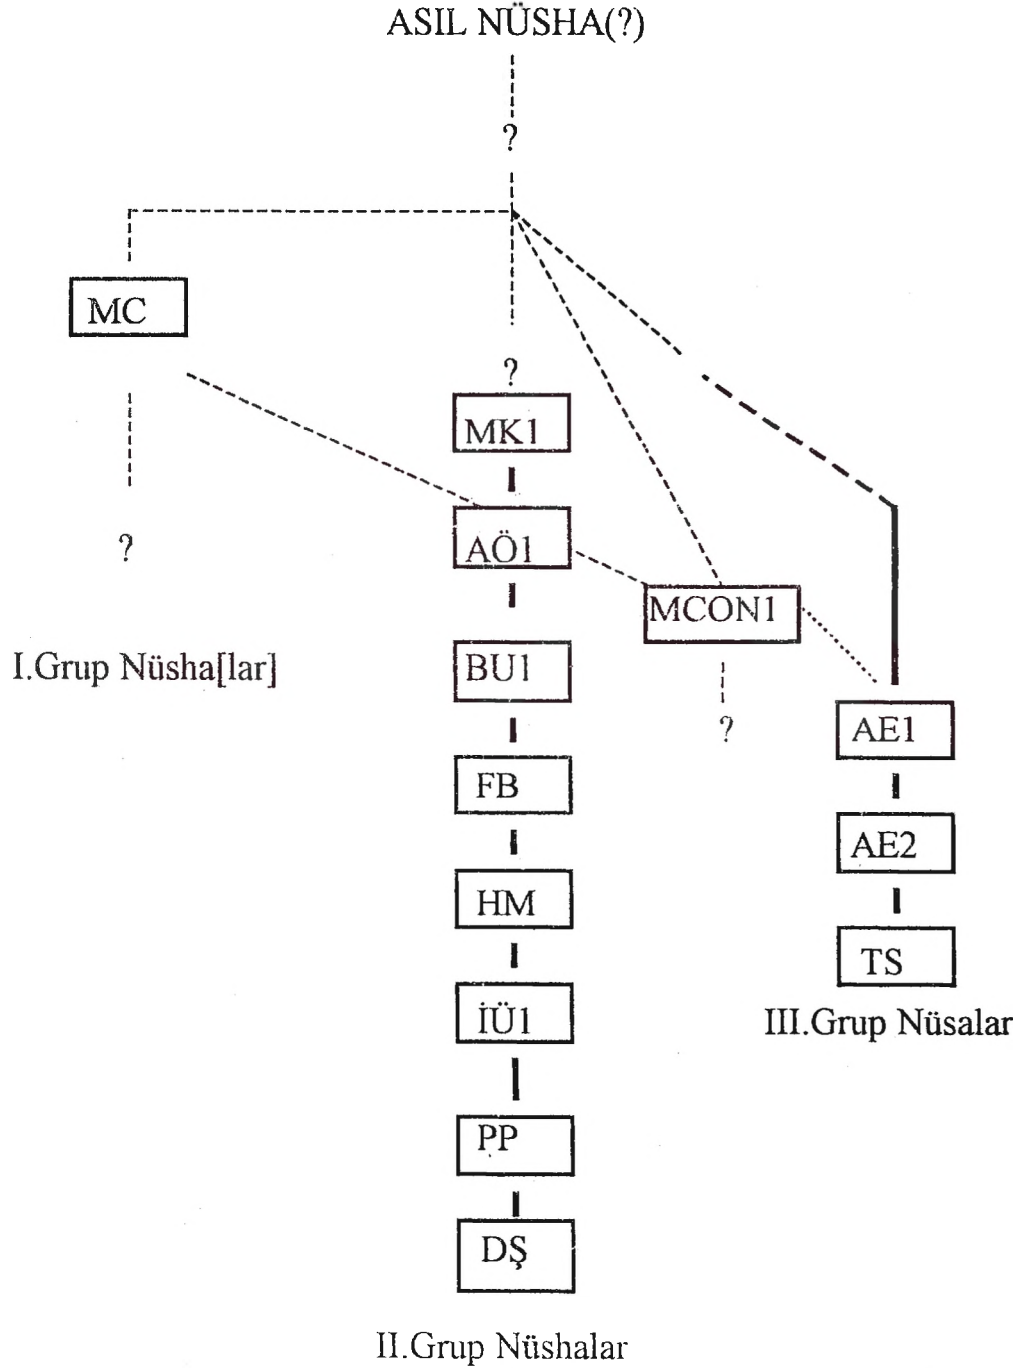 ASIL NÜSHA(?)
?
MC
?
MK1
AÖ1
?
MCON1
I.Grup Nüsha[lar]
BU1
?
AE1
FB
AE2
HM
TS
İÜ1
III.Grup Nüsalar
PP
DŞ
II.Grup Nüshalar